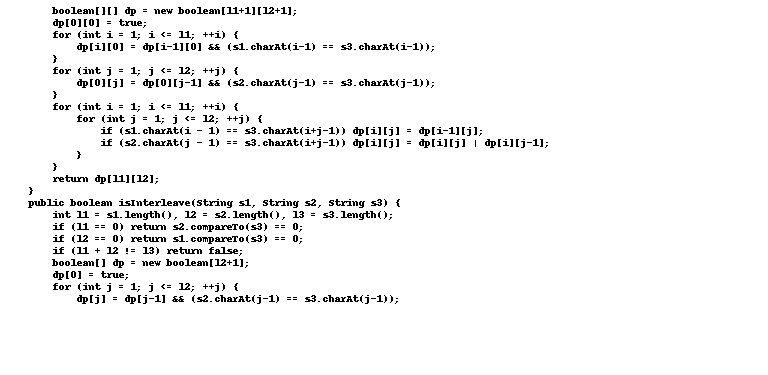 boolean[][] dp = new boolean[l1+1][l2+1];
dp[0][0] = true;
for (int i = 1; i <= l1; ++i) {
dp[i][0] = dp[i-1][0] && (s1.charAt(i-1) == s3.charAt(i-1));
}
for (int j = 1; j <= l2; ++j) {
dp[0][j] = dp[0][j-1] && (s2.charAt(j-1) == s3.charAt(j-1));
}
for (int i = 1; i <= l1; ++i) {
for (int j = 1; j <= l2; ++j) {
if (s1.charAt(i - 1) == s3.charAt(i+j-1)) dp[i][j] = dp[i-1][j];
if (s2.charAt(j - 1) == s3.charAt(i+j-1)) dp[i][j] = dp[i][j] | dp[i][j-1];
}
}
return dp[l1][l2];
}
public boolean isInterleave(String s1, String s2, String s3) {
int l1 = s1.length(), l2 = s2.length(), l3 = s3.length();
if (l1 == 0) return s2.compareTo(s3) == 0;
if (l2 == 0) return s1.compareTo(s3) == 0;
if (l1 + l2 != l3) return false;
boolean[] dp = new boolean[l2+1];
dp[0] = true;
for (int j = 1; j <= l2; ++j) {
dp[j] = dp[j-1] && (s2.charAt(j-1) == s3.charAt(j-1));